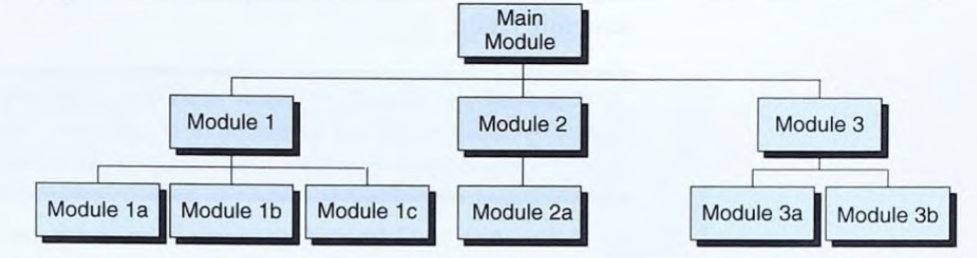 Main
Module
Module 1
Module 2
Module 3
Module 1a
Module 1b
Module 1c
Module 2a
Module 3a
Module 3b